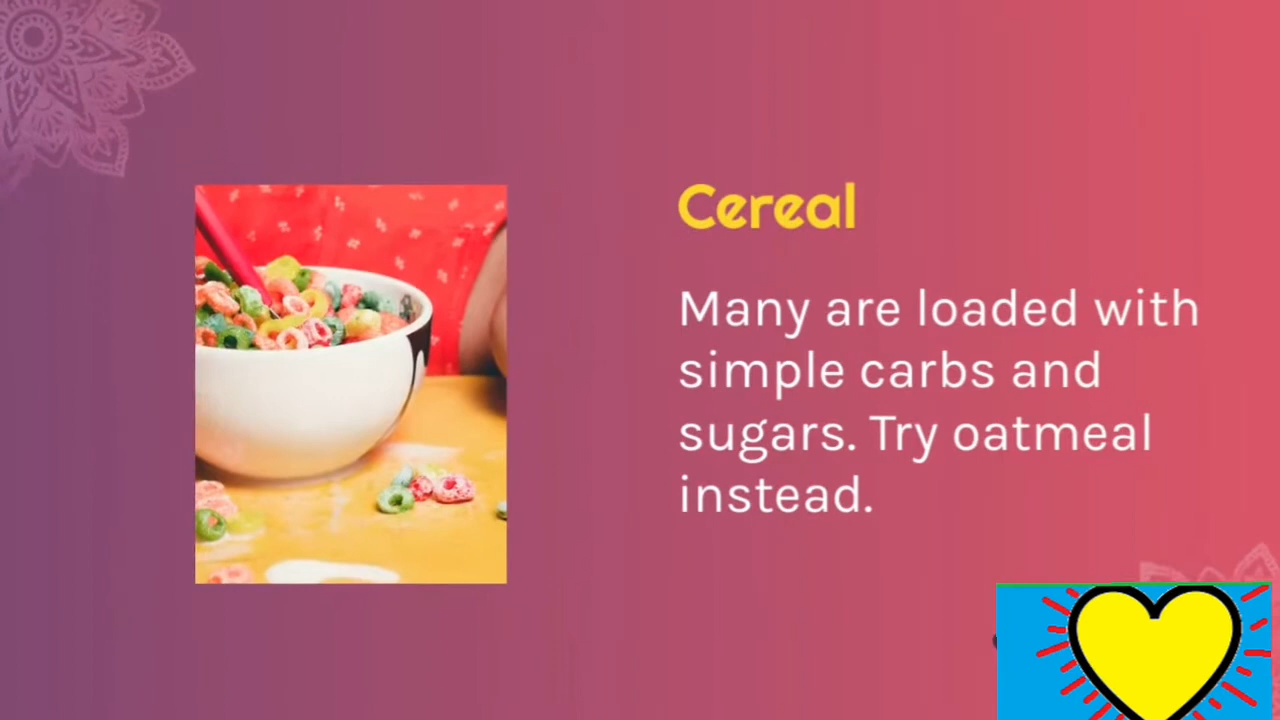 Cereal
Many are loaded with
simple carbs and
sugars. Try oatmeal
instead.